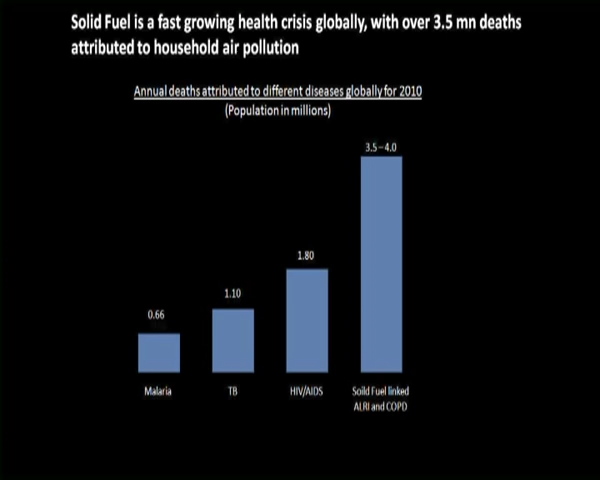 Solid Fuel is a fast growing health crisis globally, with over 3.5 mn deaths
attributed to household air pollution
Annual deaths attributed to different diseases globally for 2010
(Population in millions)
3.5–4.0
1.80
1.10
0.66
Malaria
TB
HIV/AIDS
Soild Fuel linked
ALRI and COPD